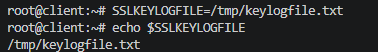 root@client:~# SSLKEYLOGFILE=/tmp/keylogfile.txt
root@client:~# echo $SSLKEYLOGFILE
/tmp/keylogfile.txt